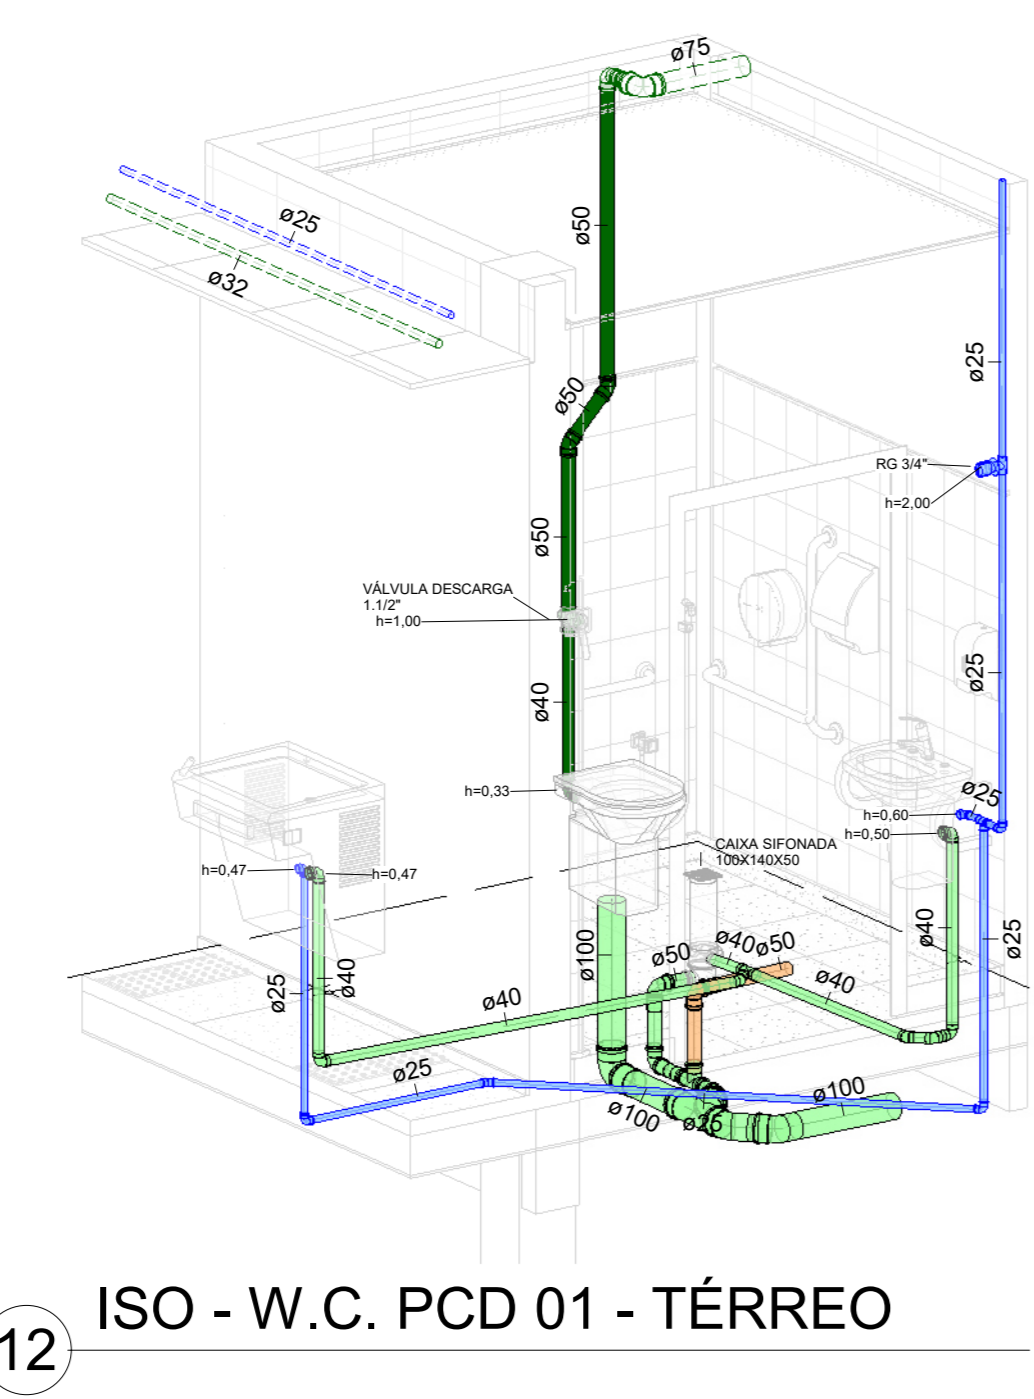 ø75
ø25
ø32
ø50
ø50
ø25
RG 3/4"
h=2,00
ø50
VÁLVULA DESCARGA
1.1/2"
h=1,00
ø25
ø40
h=0,33
ø25
h=0,60
h=0,50
CAIXA SIFONADA
100X140X50
h=0,47
h=0,47
ø40
ø25
ø100
ø50
ø40
ø50
ø40
ø40
ø25
ø40
ø25
ø100
ø25
ø100
ISO - W.C. PCD 01 - TÉRREO
12